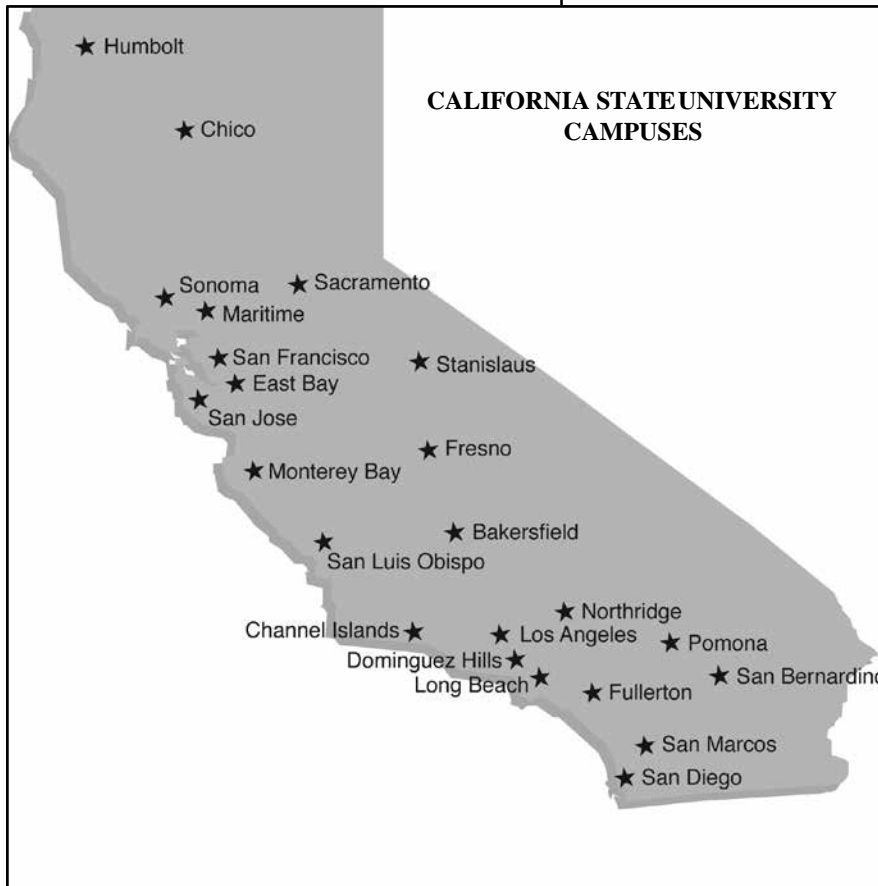 CALIFORNIA STATE UNIVERSITY
CAMPUSES
Humbolt
Chico
Sonoma
Sacramento
Maritime
San Francisco
Stanislaus
East Bay
San Jose
Fresno
Monterey Bay
Bakersfield
San Luis Obispo
Northridge
Channel Islands
Los Angeles
Pomona
Dominguez Hills
Long Beach
San Bernardino
Fullerton
San Marcos
San Diego